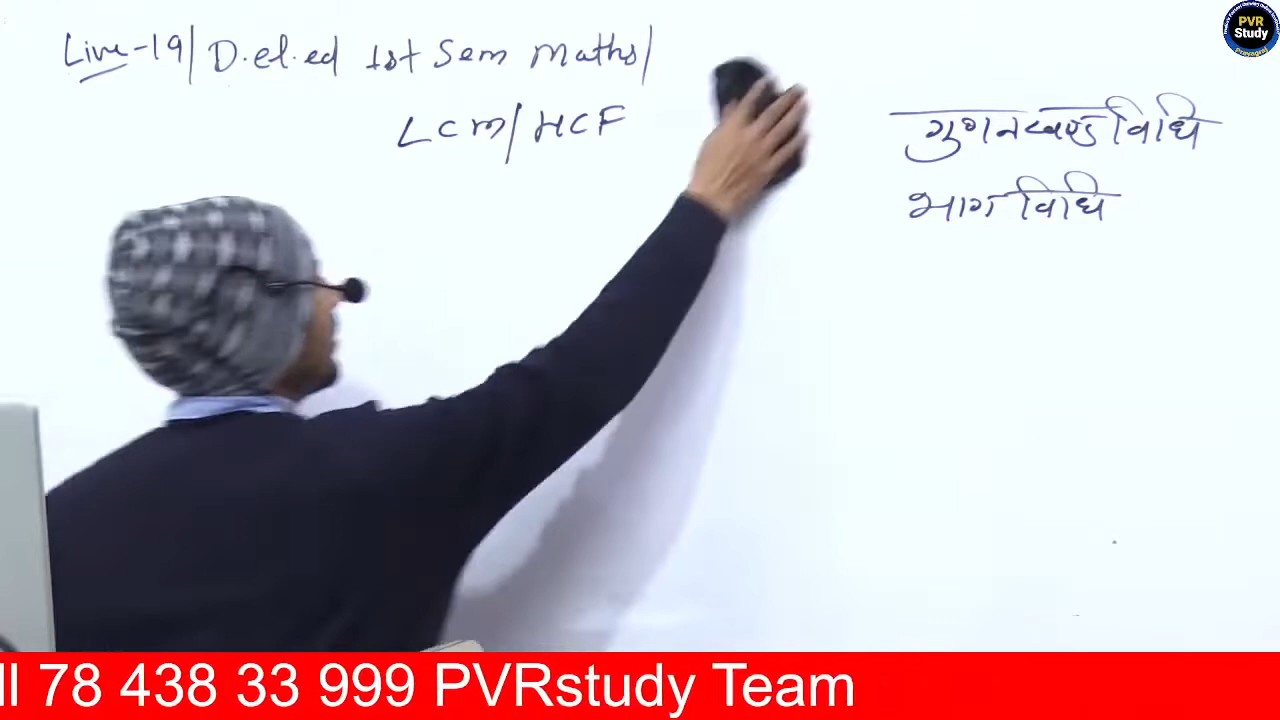 Live-19/ D.el.ed 1st Sem Maths/
LCM/HCF
गुणनखण्ड विधि
भाग विधि
PVR
Study
Prayagraj
ll 78 438 33 999 PVRstudy Team